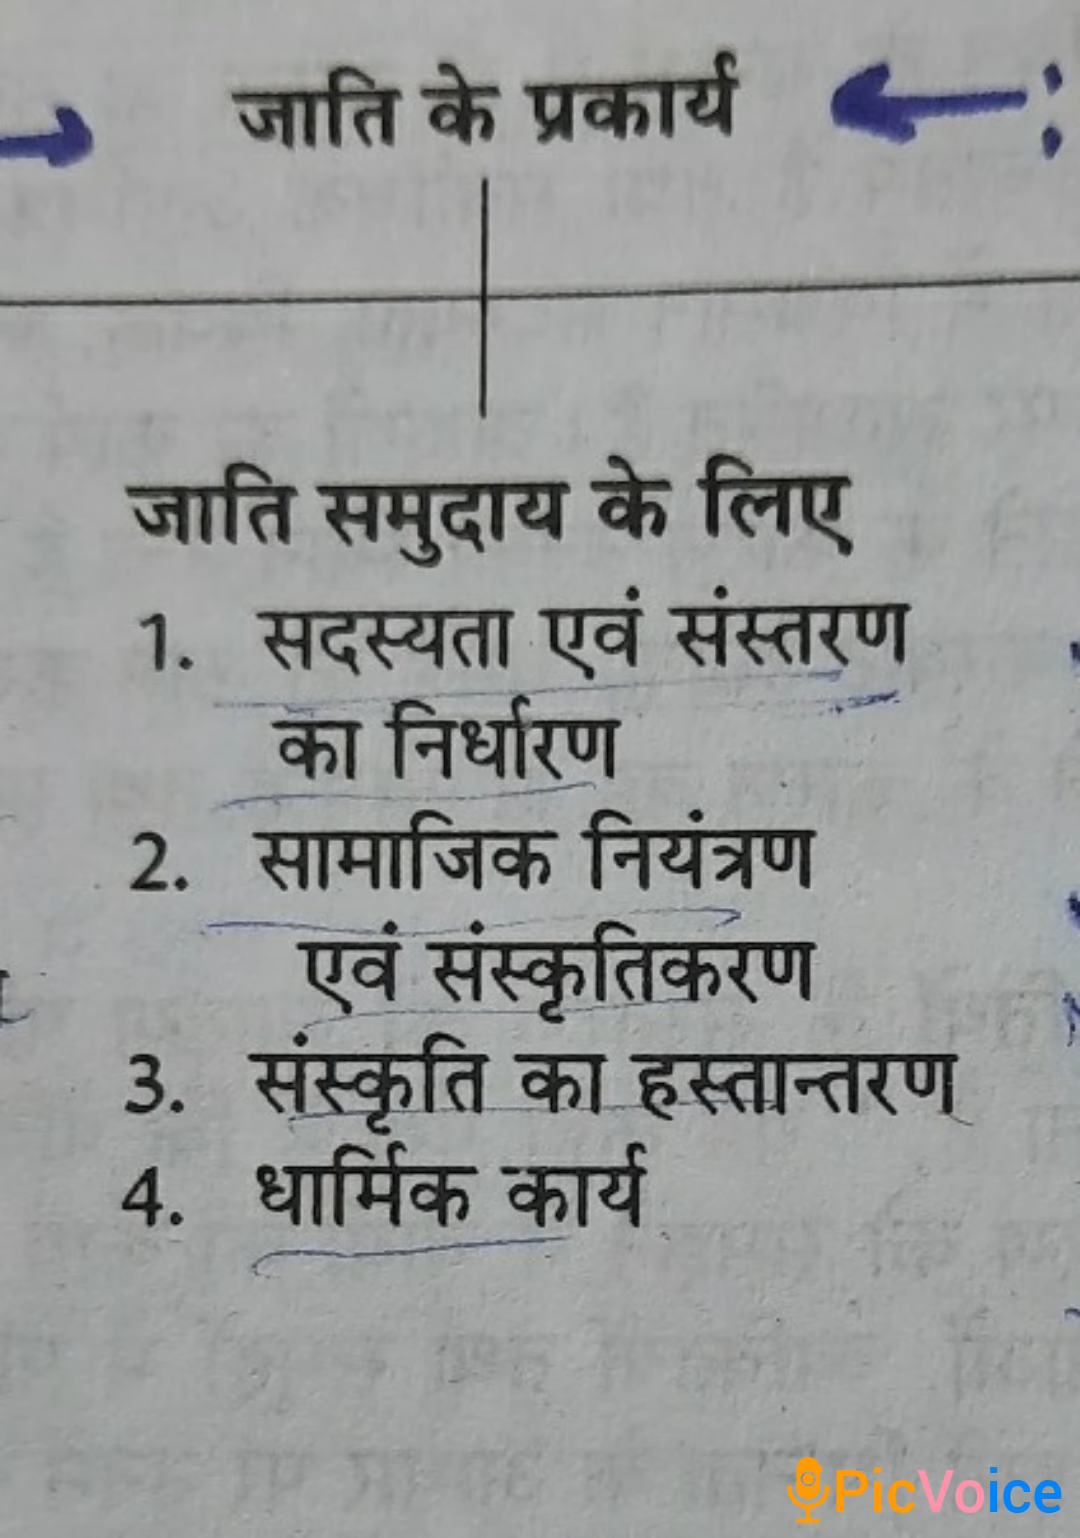 जाति के प्रकार्य
जाति समुदाय के लिए
1. सदस्यता एवं संस्तरण
का निर्धारण
2. सामाजिक नियंत्रण
एवं संस्कृतिकरण
3. संस्कृति का हस्तान्तरण
4. धार्मिक कार्य
PicVoice